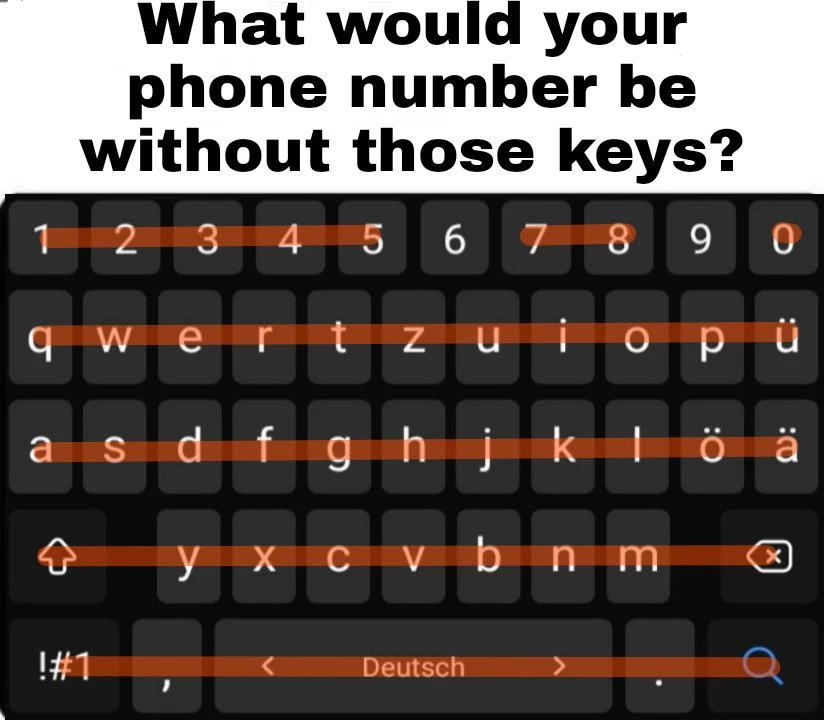 What would your
phone number be
without those keys?
1 2 3 4 5 6 7 8 9 0
q w e r t z u i o p ü
a s d f g h j k l ö ä
y x c v b n m
!#1 , < Deutsch > .